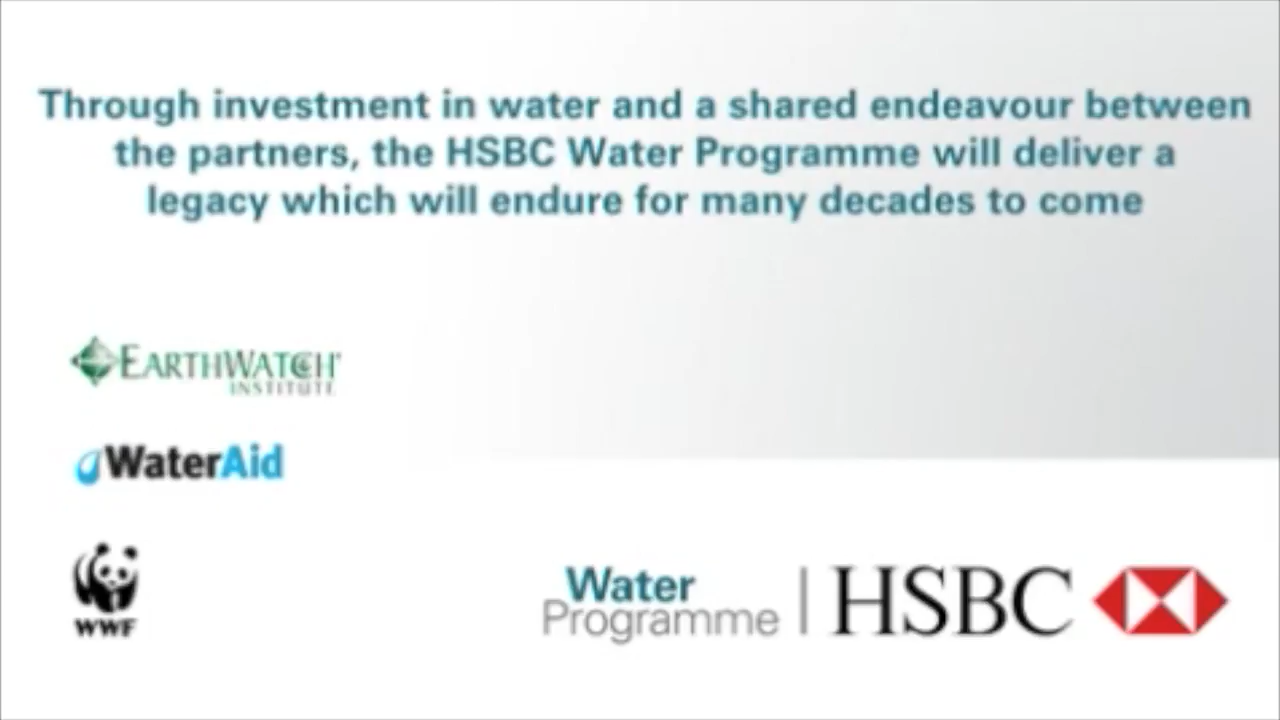 Through investment in water and a shared endeavour between
the partners, the HSBC Water Programme will deliver a
legacy which will endure for many decades to come
EARTHWATCH
INSTITUTE
WaterAid
WWF
Water
Programme
HSBC